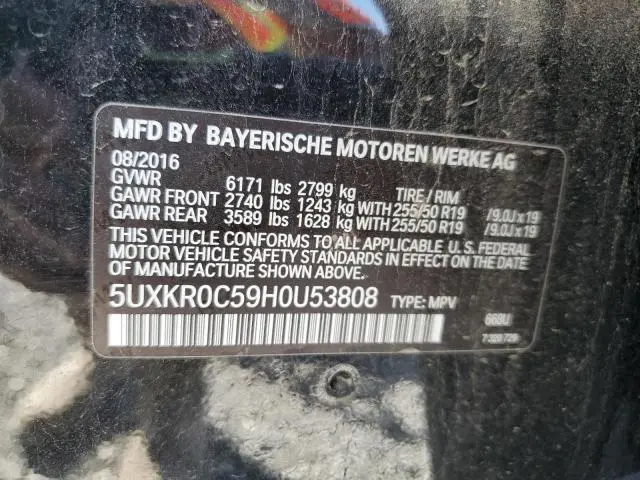 MFD BY BAYERISCHE MOTOREN WERKE AG
08/2016
GVWR 6171 lbs 2799 kg TIRE / RIM
GAWR FRONT 2740 lbs 1243 kg WITH 255/50 R19 /9.0J x 19
GAWR REAR 3589 lbs 1628 kg WITH 255/50 R19 /9.0J x 19
THIS VEHICLE CONFORMS TO ALL APPLICABLE U.S. FEDERAL
MOTOR VEHICLE SAFETY STANDARDS IN EFFECT ON THE DATE OF
MANUFACTURE SHOWN ABOVE.
5UXKR0C59H0U53808 TYPE: MPV
668U